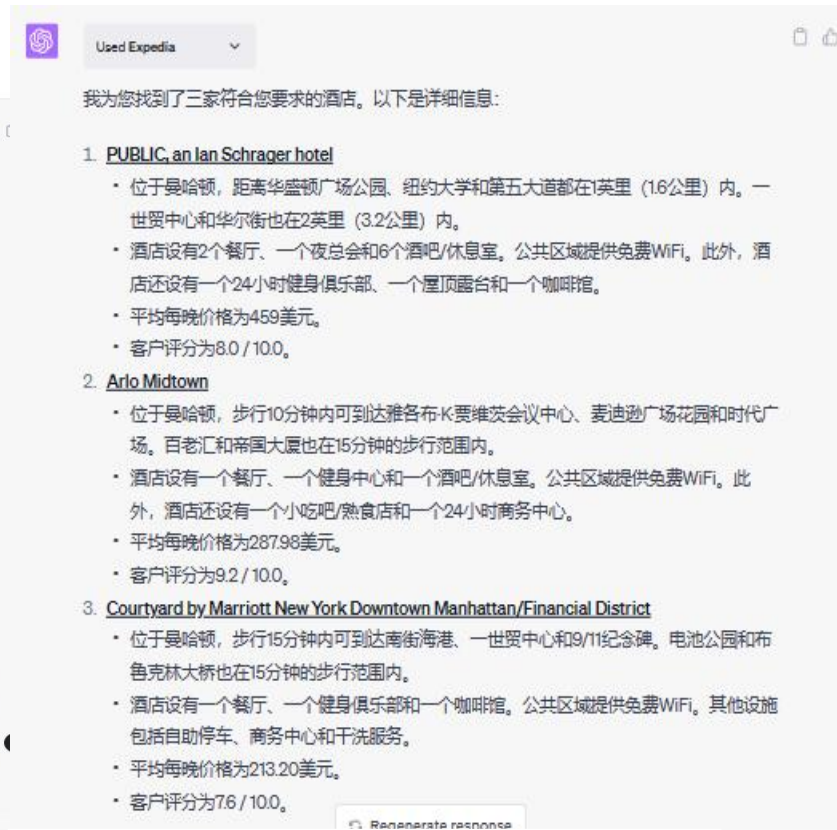 Used Expedia
我为您找到了三家符合您要求的酒店。以下是详细信息：
1. PUBLIC, an Ian Schrager hotel
• 位于曼哈顿，距离华盛顿广场公园、纽约大学和第五大道都在1英里（1.6公里）内。一
世贸中心和华尔街也在2英里（3.2公里）内。
• 酒店设有2个餐厅、一个夜总会和6个酒吧/休息室。公共区域提供免费WiFi。此外，酒
店还设有一个24小时健身俱乐部、一个屋顶露台和一个咖啡馆。
• 平均每晚价格为459美元。
• 客户评分为8.0 / 10.0。
2. Arlo Midtown
• 位于曼哈顿，步行10分钟内可到达雅各布·K·贾维茨会议中心、麦迪逊广场花园和时代广
场。百老汇和帝国大厦也在15分钟的步行范围内。
• 酒店设有一个餐厅、一个健身中心和一个酒吧/休息室。公共区域提供免费WiFi。此
外，酒店还设有一个小吃吧/熟食店和一个24小时商务中心。
• 平均每晚价格为287.98美元。
• 客户评分为9.2 / 10.0。
3. Courtyard by Marriott New York Downtown Manhattan/Financial District
• 位于曼哈顿，步行15分钟内可到达南街海港、一世贸中心和9/11纪念碑。电池公园和布
鲁克林大桥也在15分钟的步行范围内。
• 酒店设有一个餐厅、一个健身俱乐部和一个咖啡馆。公共区域提供免费WiFi。其他设施
包括自助停车、商务中心和干洗服务。
• 平均每晚价格为213.20美元。
• 客户评分为7.6 / 10.0。
Regenerate response